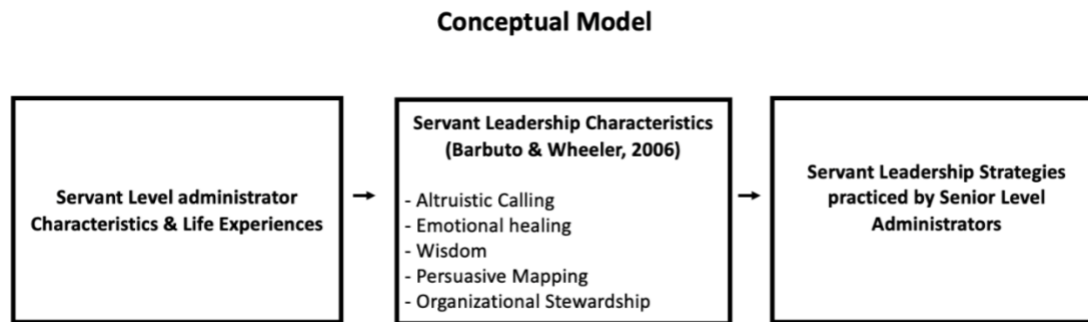 Conceptual Model
Servant Level administrator
Characteristics & Life Experiences
Servant Leadership Characteristics
(Barbuto & Wheeler, 2006)
- Altruistic Calling
- Emotional healing
- Wisdom
- Persuasive Mapping
- Organizational Stewardship
Servant Leadership Strategies
practiced by Senior Level
Administrators